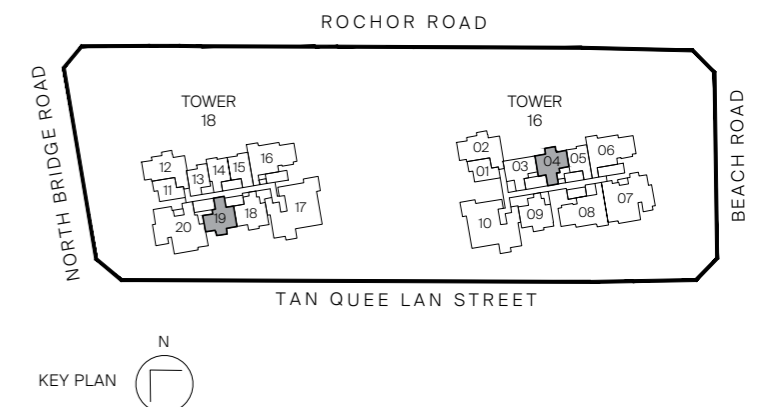 ROCHOR ROAD
NORTH BRIDGE ROAD
BEACH ROAD
TOWER
18
TOWER
16
12
11
13
14
15
16
20
19
18
17
02
01
03
04
05
06
10
09
08
07
TAN QUEE LAN STREET
N
KEY PLAN